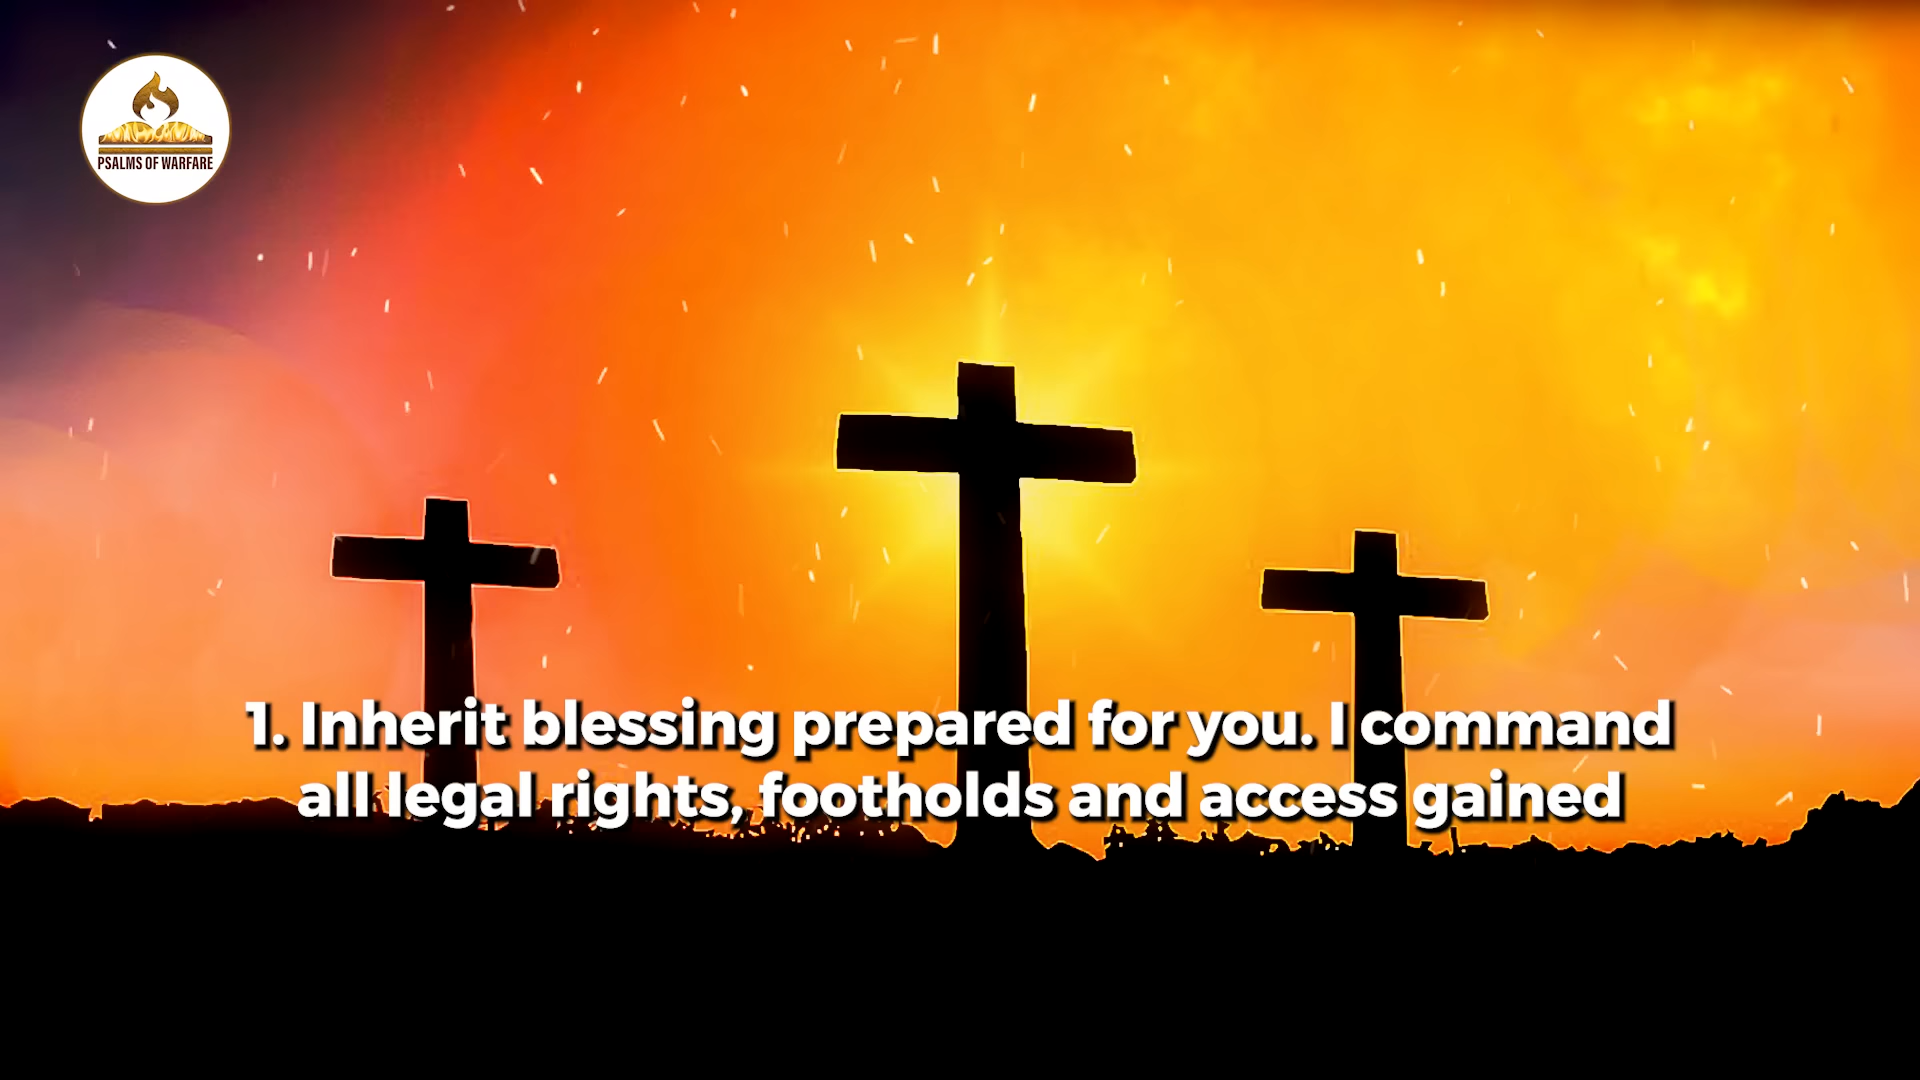 PSALMS OF WARFARE
1. Inherit blessing prepared for you. I command
all legal rights, footholds and access gained